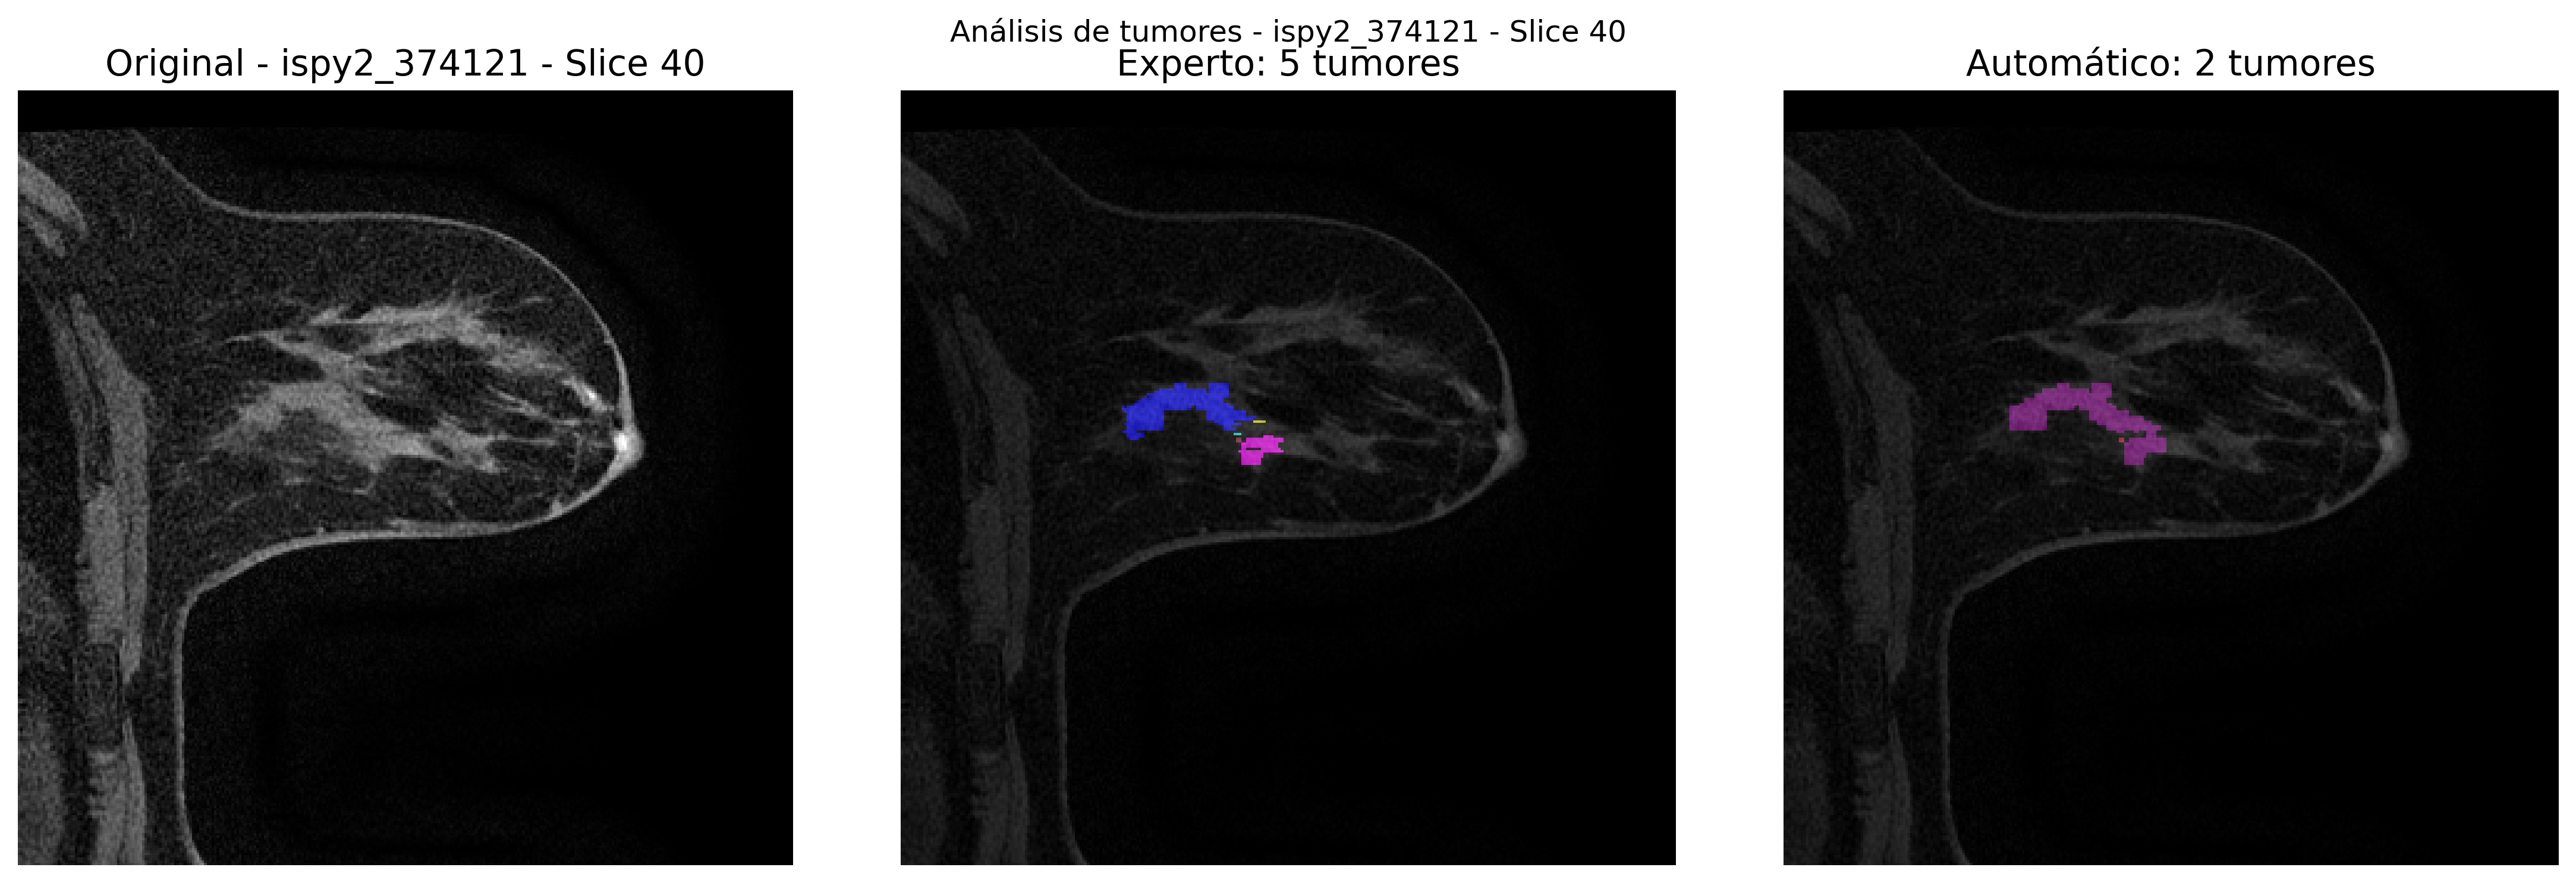 Análisis de tumores - ispy2_374121 - Slice 40
Original - ispy2_374121 - Slice 40
Experto: 5 tumores
Automático: 2 tumores